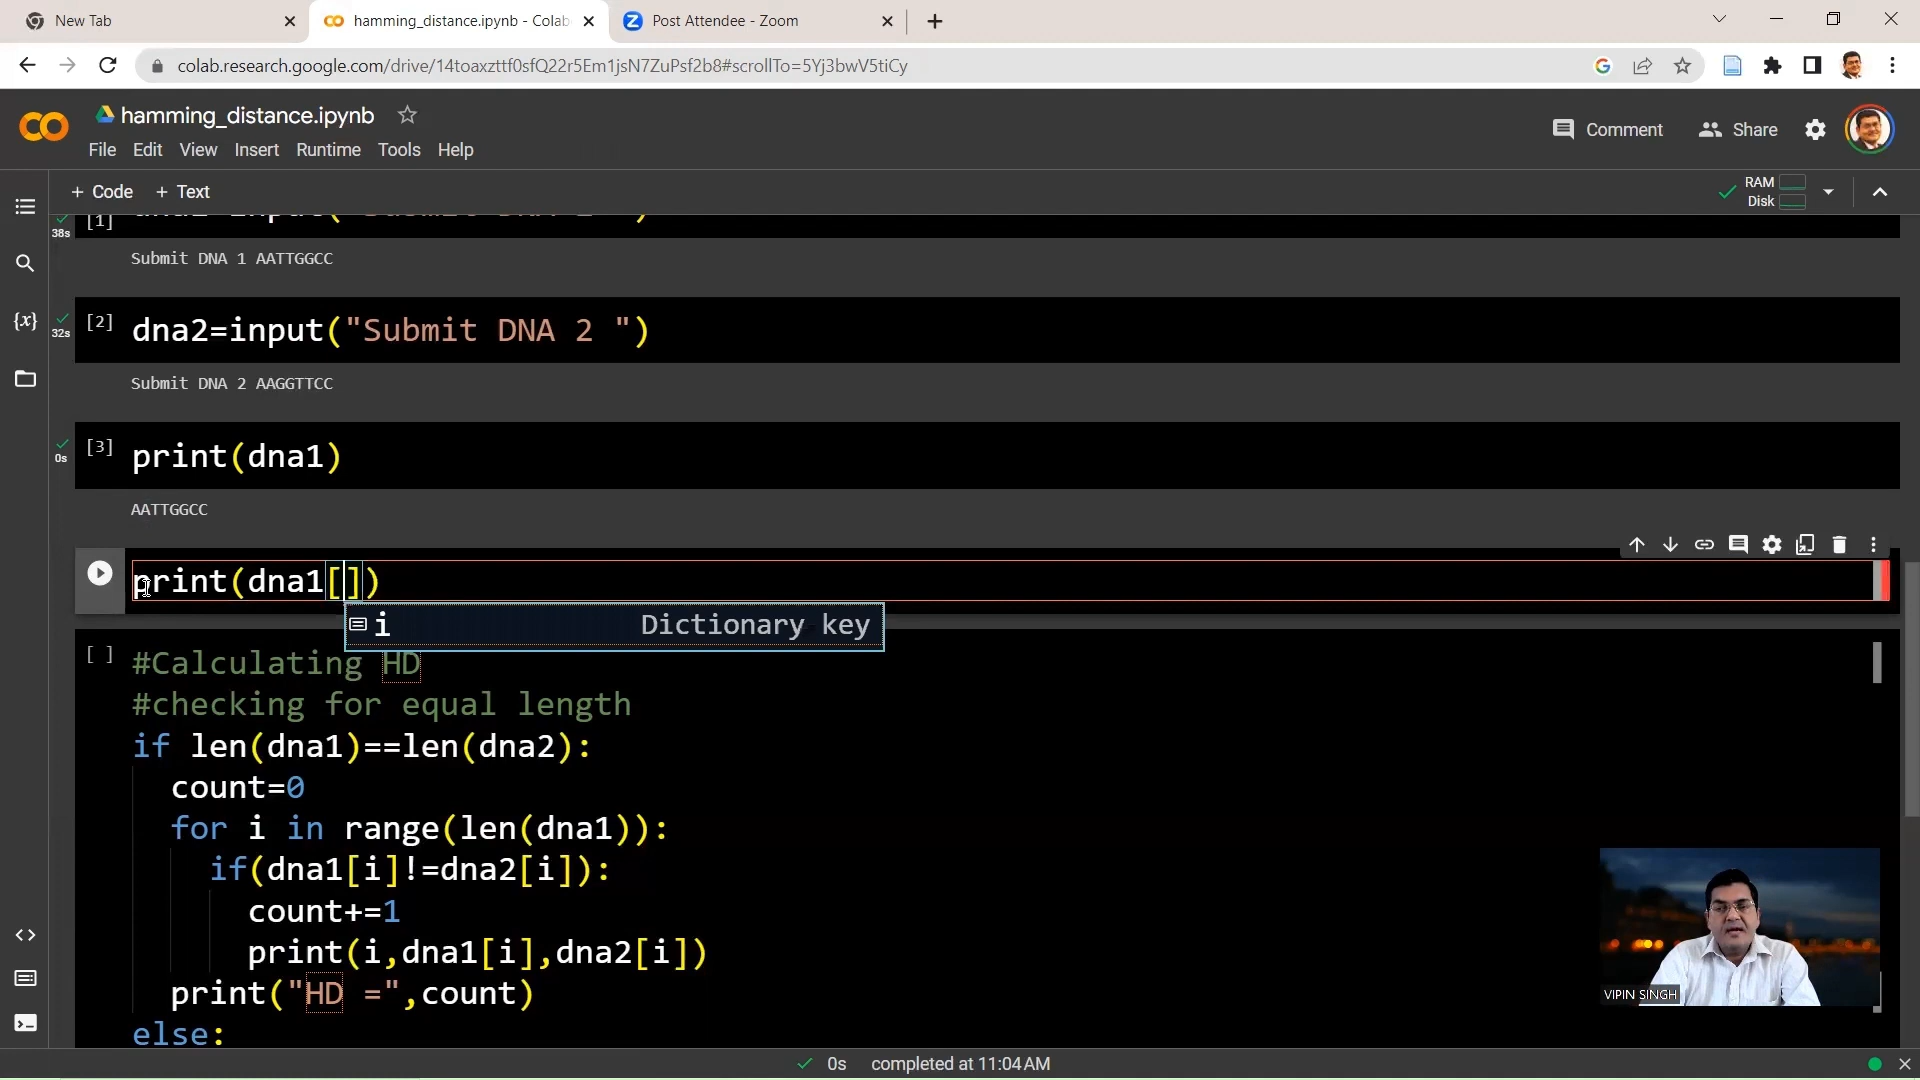 New Tab
hamming_distance.ipynb - Colab
Post Attendee - Zoom
colab.research.google.com/drive/14toaxzttf0sfQ22r5Em1jsN7ZuPsf2b8#scrollTo=5Yj3bwV5tiCy
hamming_distance.ipynb
Comment
Share
File Edit View Insert Runtime Tools Help
+ Code + Text
RAM
Disk
38s
[1]
Submit DNA 1 AATTGGCC
{x}
32s
[2]
dna2=input("Submit DNA 2 ")
Submit DNA 2 AAGGTTCC
0s
[3]
print(dna1)
AATTGGCC
print(dna1[])
i Dictionary key
[ ]
#Calculating HD
#checking for equal length
if len(dna1)==len(dna2):
count=0
for i in range(len(dna1)):
if(dna1[i]!=dna2[i]):
count+=1
print(i,dna1[i],dna2[i])
print("HD =",count)
else:
VIPIN SINGH
0s completed at 11:04 AM